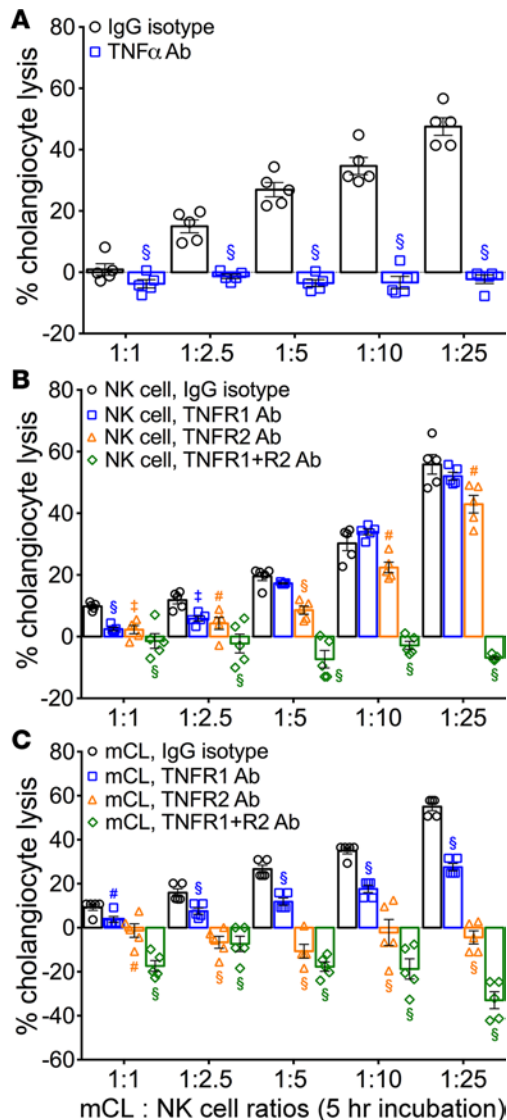 A
IgG isotype
TNFα Ab
% cholangiocyte lysis
80
60
40
20
0
-20
§ § § § §
1:1 1:2.5 1:5 1:10 1:25
B
NK cell, IgG isotype
NK cell, TNFR1 Ab
NK cell, TNFR2 Ab
NK cell, TNFR1+R2 Ab
% cholangiocyte lysis
80
60
40
20
0
-20
§ ‡ § ‡ # § § § # § # §
1:1 1:2.5 1:5 1:10 1:25
C
mCL, IgG isotype
mCL, TNFR1 Ab
mCL, TNFR2 Ab
mCL, TNFR1+R2 Ab
% cholangiocyte lysis
80
60
40
20
0
-20
-40
-60
# # § § § § § § § § § § § § §
1:1 1:2.5 1:5 1:10 1:25
mCL : NK cell ratios (5 hr incubation)